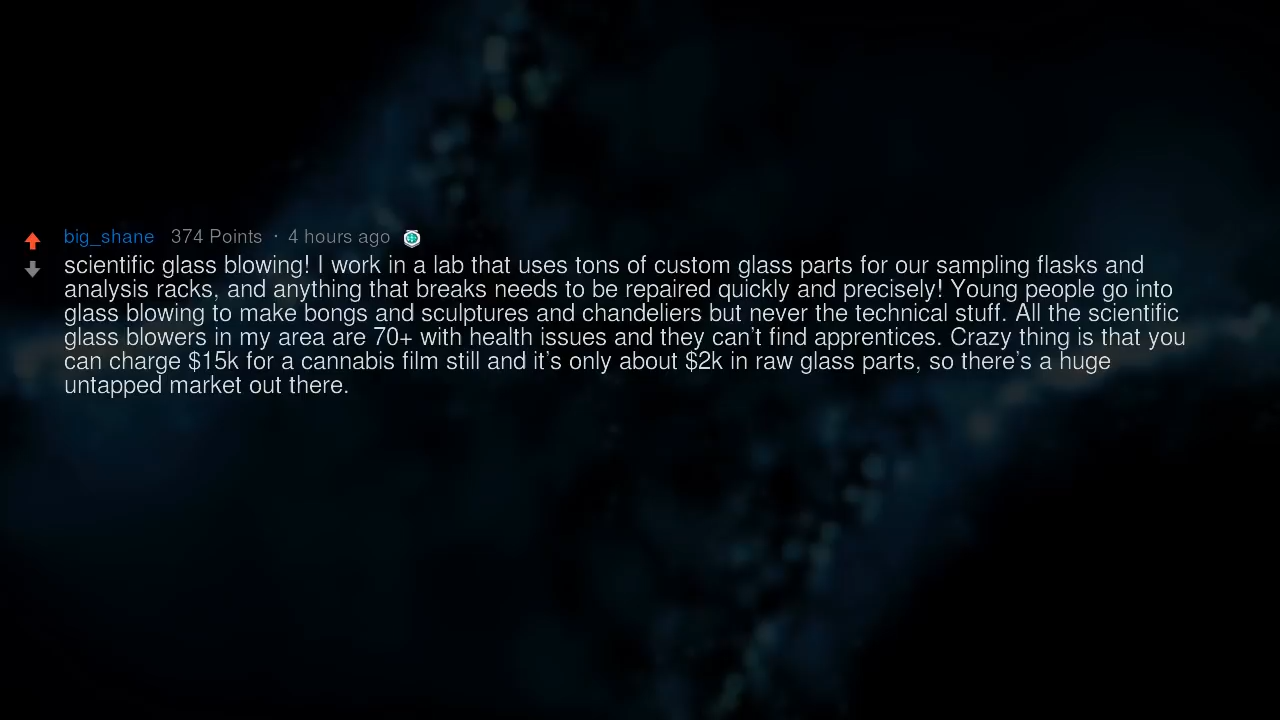 big_shane 374 Points · 4 hours ago
scientific glass blowing! I work in a lab that uses tons of custom glass parts for our sampling flasks and
analysis racks, and anything that breaks needs to be repaired quickly and precisely! Young people go into
glass blowing to make bongs and sculptures and chandeliers but never the technical stuff. All the scientific
glass blowers in my area are 70+ with health issues and they can't find apprentices. Crazy thing is that you
can charge $15k for a cannabis film still and it's only about $2k in raw glass parts, so there's a huge
untapped market out there.